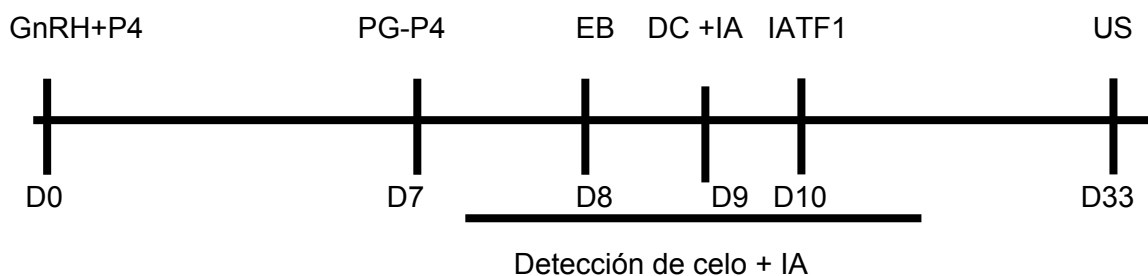 GnRH+P4 PG-P4 EB DC +IA IATF1 US
D0 D7 D8 D9 D10 D33
Detección de celo + IA